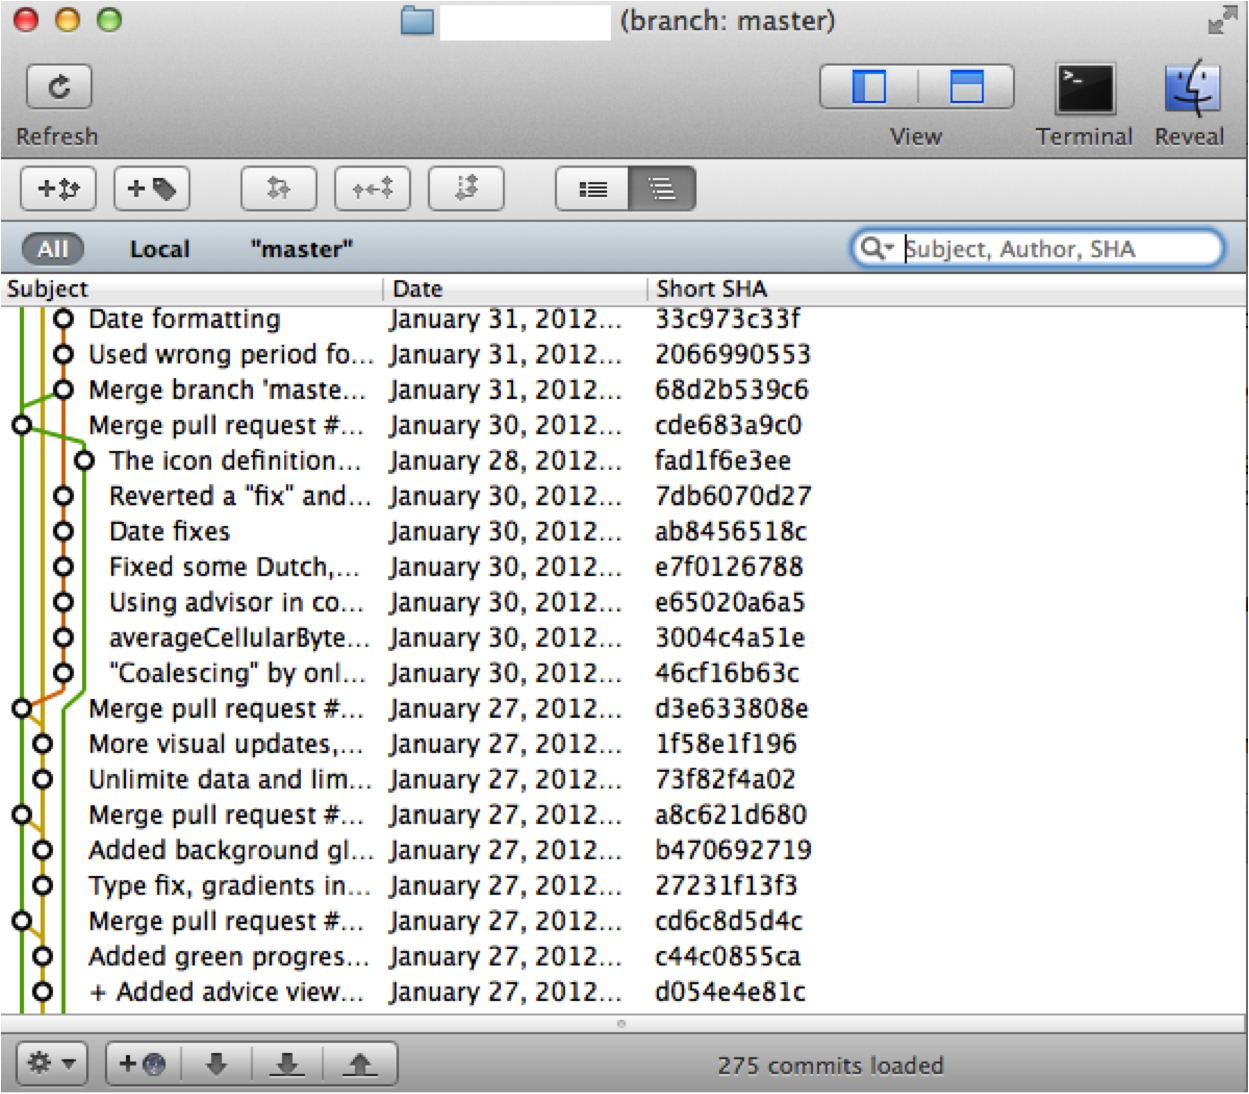 (branch: master)
Refresh
View
Terminal
Reveal
All Local "master" Subject, Author, SHA
Subject Date Short SHA
Date formatting January 31, 2012... 33c973c33f
Used wrong period fo... January 31, 2012... 2066990553
Merge branch 'maste... January 31, 2012... 68d2b539c6
Merge pull request #... January 30, 2012... cde683a9c0
The icon definition... January 28, 2012... fad1f6e3ee
Reverted a "fix" and... January 30, 2012... 7db6070d27
Date fixes January 30, 2012... ab8456518c
Fixed some Dutch,... January 30, 2012... e7f0126788
Using advisor in co... January 30, 2012... e65020a6a5
averageCellularByte... January 30, 2012... 3004c4a51e
"Coalescing" by onl... January 30, 2012... 46cf16b63c
Merge pull request #... January 27, 2012... d3e633808e
More visual updates,... January 27, 2012... 1f58e1f196
Unlimite data and lim... January 27, 2012... 73f82f4a02
Merge pull request #... January 27, 2012... a8c621d680
Added background gl... January 27, 2012... b470692719
Type fix, gradients in... January 27, 2012... 27231f13f3
Merge pull request #... January 27, 2012... cd6c8d5d4c
Added green progres... January 27, 2012... c44c0855ca
+ Added advice view... January 27, 2012... d054e4e81c
275 commits loaded